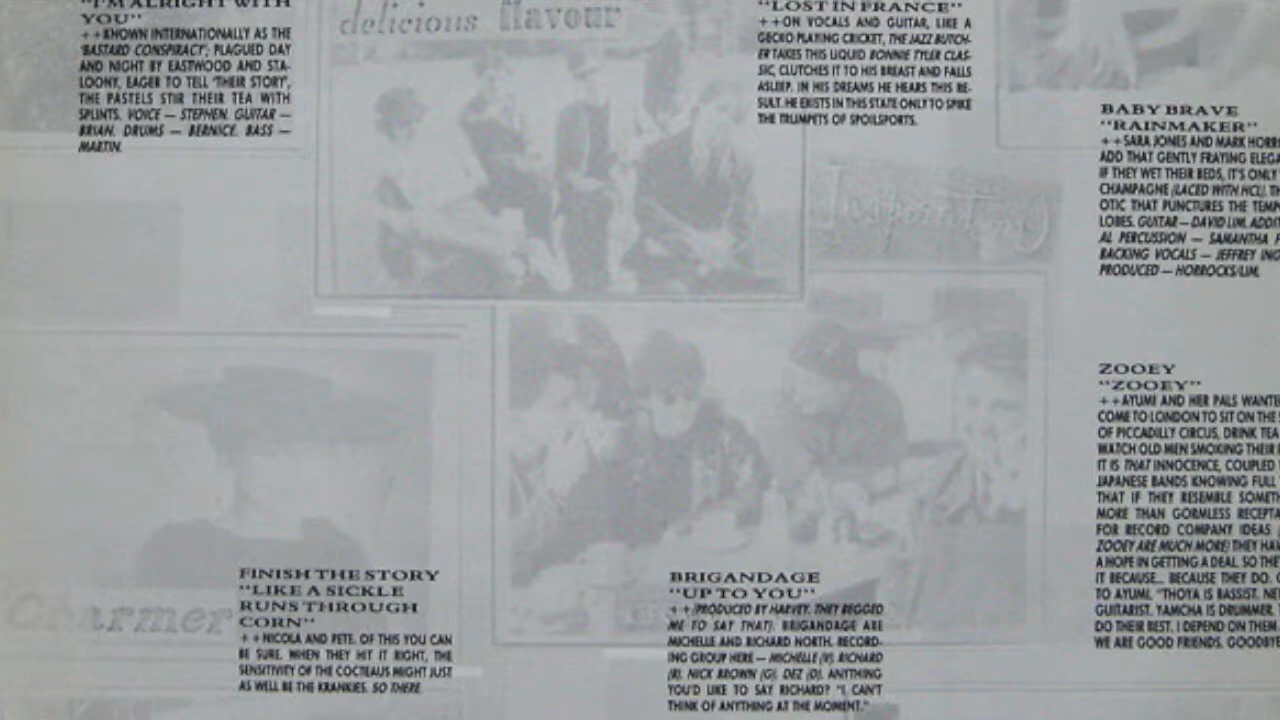 "I'M ALRIGHT WITH
YOU"
++KNOWN INTERNATIONALLY AS THE
'BASTARD CONSPIRACY', PLAGUED DAY
AND NIGHT BY EASTWOOD AND STA-
LOONY, EAGER TO TELL 'THEIR STORY',
THE PASTELS STIR THEIR TEA WITH
SPLINTS. VOICE — STEPHEN. GUITAR —
BRIAN. DRUMS — BERNICE. BASS —
MARTIN.
delicious flavour
"LOST IN FRANCE"
++ON VOCALS AND GUITAR, LIKE A
GECKO PLAYING CRICKET, THE JAZZ BUTCH-
ER TAKES THIS LIQUID BONNIE TYLER CLAS-
SIC, CLUTCHES IT TO HIS BREAST AND FALLS
ASLEEP. IN HIS DREAMS HE HEARS THIS RE-
SULT. HE EXISTS IN THIS STATE ONLY TO SPIKE
THE TRUMPETS OF SPOILSPORTS.
BABY BRAVE
"RAINMAKER"
++SARA JONES AND MARK HORR
ADD THAT GENTLY FRAYING ELEGA
IF THEY WET THEIR BEDS, IT'S ONLY
CHAMPAGNE (LACED WITH HCL). TH
OTIC THAT PUNCTURES THE TEMP
LOBES. GUITAR — DAVID LIM. ADDIT
AL PERCUSSION — SAMANTHA F
BACKING VOCALS — JEFFREY ING
PRODUCED — HORROCKS/LIM.
ZOOEY
"ZOOEY"
++AYUMI AND HER PALS WANTE
COME TO LONDON TO SIT ON THE S
OF PICCADILLY CIRCUS, DRINK TEA
WATCH OLD MEN SMOKING THEIR
IT IS THAT INNOCENCE, COUPLED
JAPANESE BANDS KNOWING FULL
THAT IF THEY RESEMBLE SOMETH
MORE THAN GORMLESS RECEPTA
FOR RECORD COMPANY IDEAS
ZOOEY ARE MUCH MORE) THEY HA
A HOPE IN GETTING A DEAL. SO THE
IT BECAUSE... BECAUSE THEY DO.
TO AYUMI. "THOYA IS BASSIST. NE
GUITARIST. YAMCHA IS DRUMMER.
DO THEIR BEST. I DEPEND ON THEM.
WE ARE GOOD FRIENDS. GOODBYE
Charmer
FINISH THE STORY
"LIKE A SICKLE
RUNS THROUGH
CORN"
++NICOLA AND PETE. OF THIS YOU CAN
BE SURE. WHEN THEY HIT IT RIGHT, THE
SENSITIVITY OF THE COCTEAUS MIGHT JUST
AS WELL BE THE KRANKIES. SO THERE.
BRIGANDAGE
"UP TO YOU"
++(PRODUCED BY HARVEY. THEY BEGGED
ME TO SAY THAT). BRIGANDAGE ARE
MICHELLE AND RICHARD NORTH. RECORD-
ING GROUP HERE — MICHELLE (V). RICHARD
(B). NICK BROWN (G). DEZ (D). ANYTHING
YOU'D LIKE TO SAY RICHARD? "I CAN'T
THINK OF ANYTHING AT THE MOMENT."